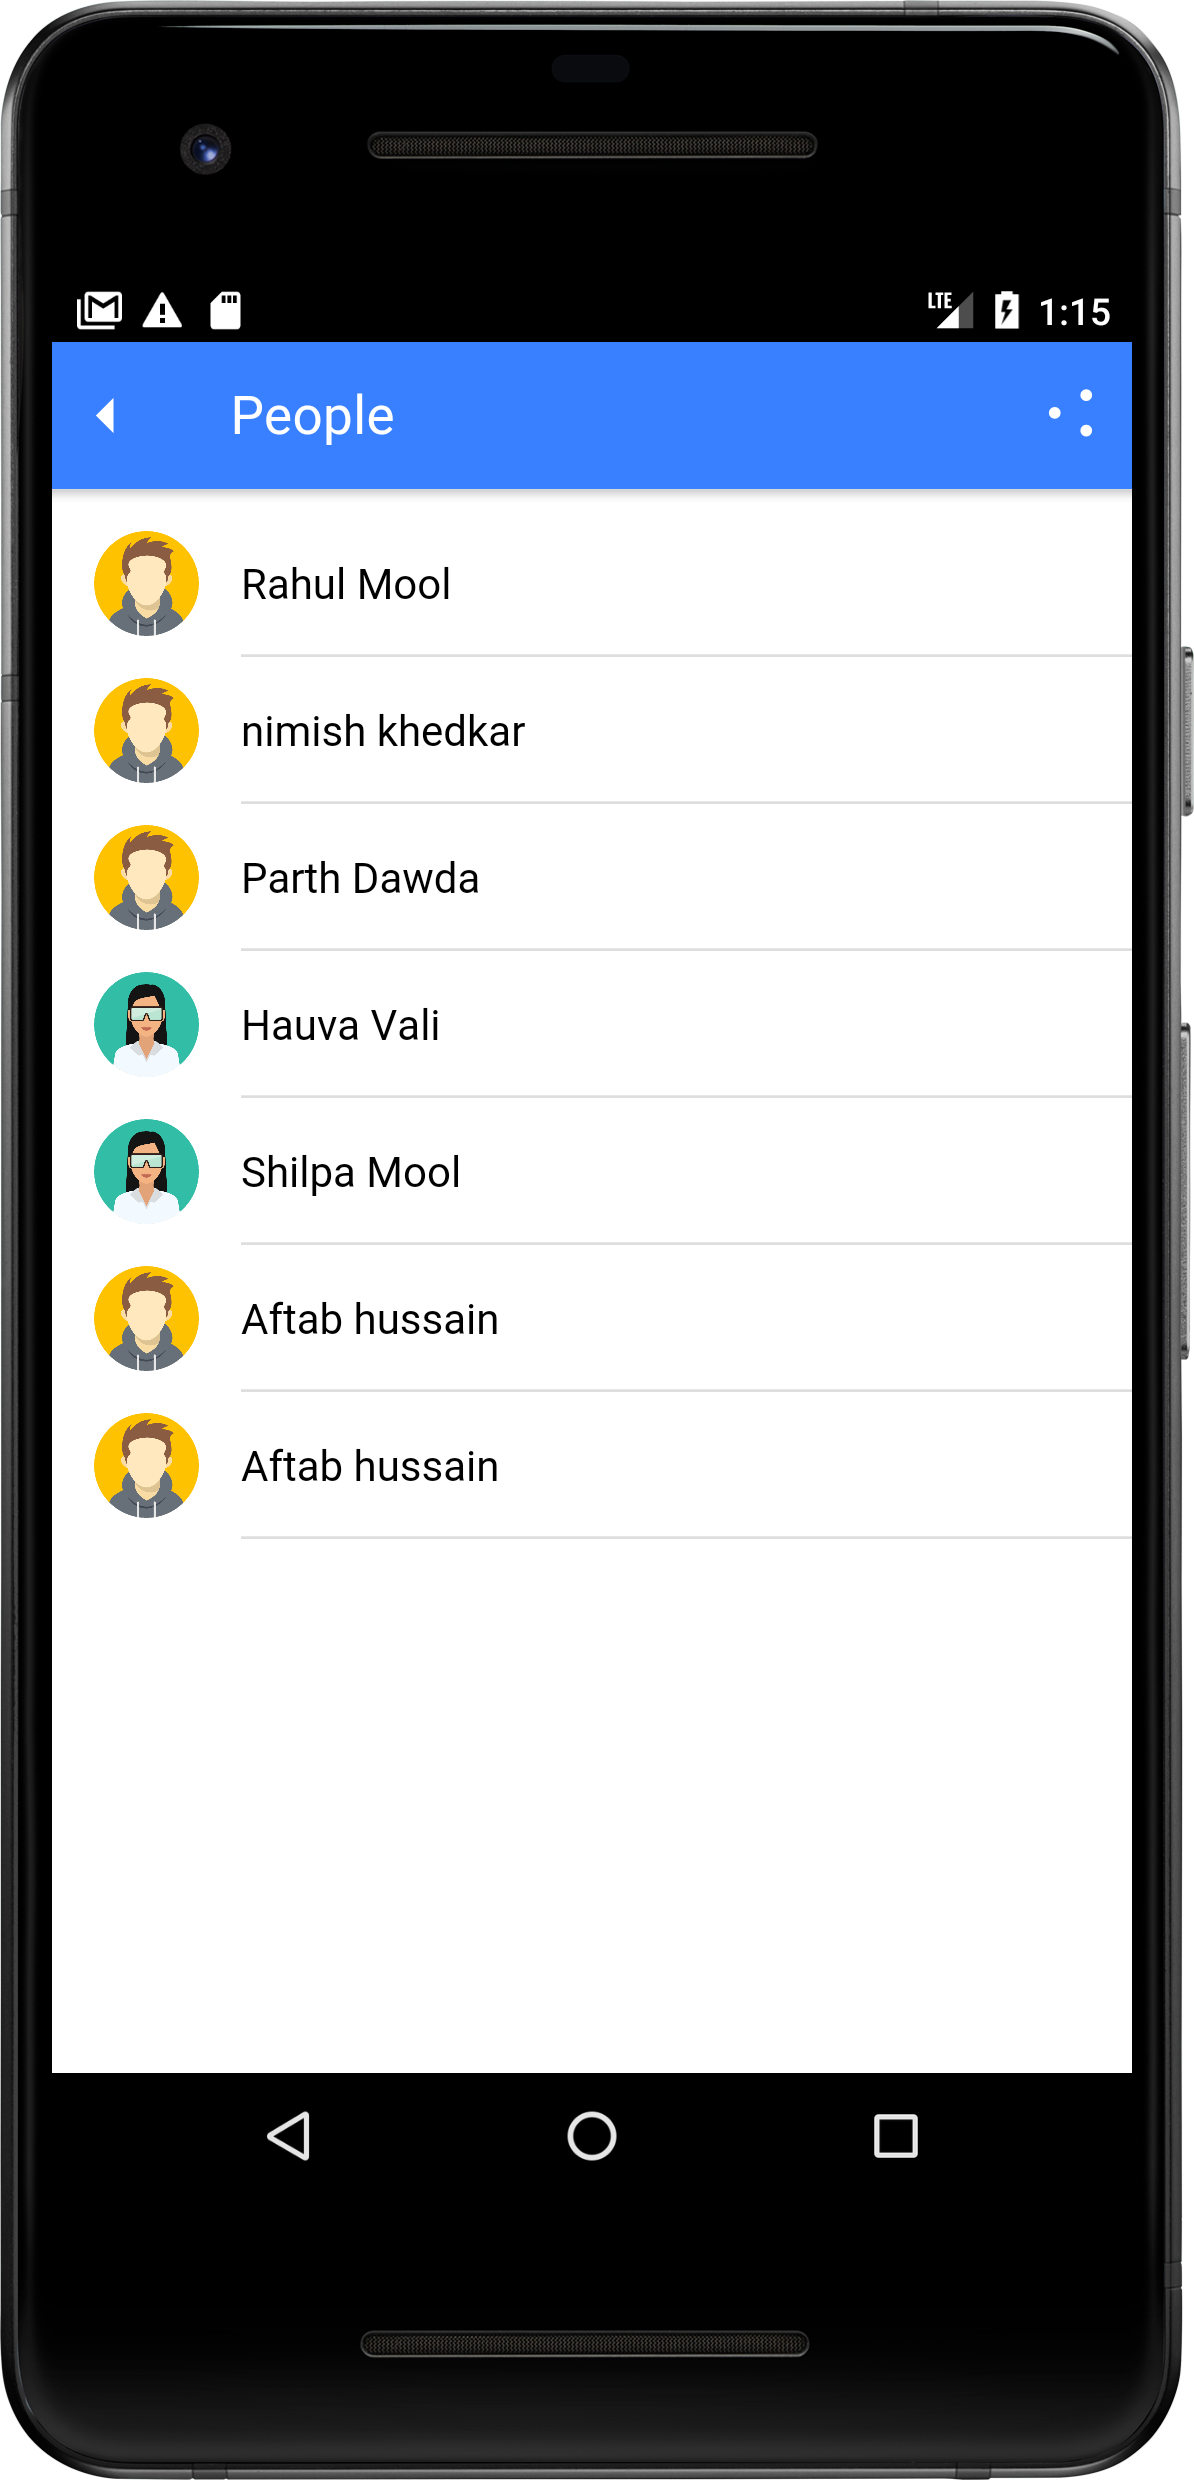 LTE 1:15
People
Rahul Mool
nimish khedkar
Parth Dawda
Hauva Vali
Shilpa Mool
Aftab hussain
Aftab hussain